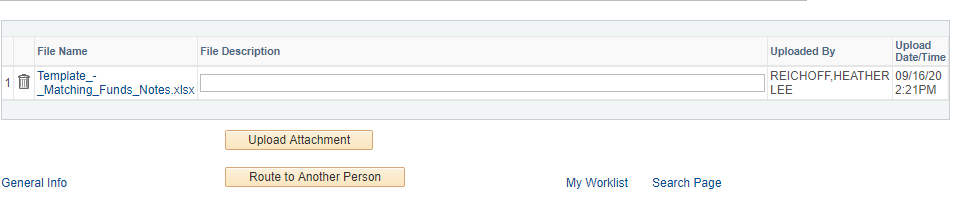 File Name File Description Uploaded By Upload
Date/Time
1 Template_- REICHOFF,HEATHER 09/16/20
_Matching_Funds_Notes.xlsx LEE 2:21PM
Upload Attachment
Route to Another Person
General Info My Worklist Search Page